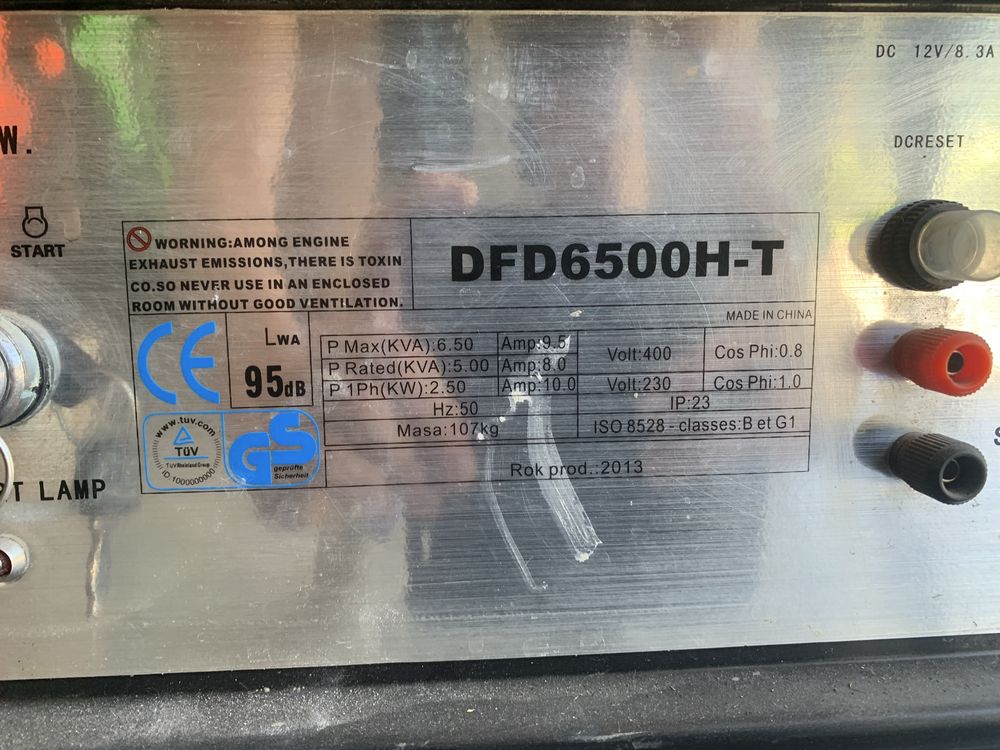 DC 12V/8.3A
W.
DCRESET
START
WORNING:AMONG ENGINE
EXHAUST EMISSIONS,THERE IS TOXIN
CO.SO NEVER USE IN AN ENCLOSED
ROOM WITHOUT GOOD VENTILATION.
DFD6500H-T
MADE IN CHINA
CE
LWA
95dB
P Max(KVA):6.50 Amp:9.5 Volt:400 Cos Phi:0.8
P Rated(KVA):5.00 Amp:8.0
P 1Ph(KW):2.50 Amp:10.0 Volt:230 Cos Phi:1.0
Hz:50 IP:23
Masa:107kg ISO 8528 - classes:B et G1
Rok prod.:2013
www.tuv.com
TÜV
TÜVRheinland Group
ID:1000000000
GS
geprüfte
Sicherheit
T LAMP
S